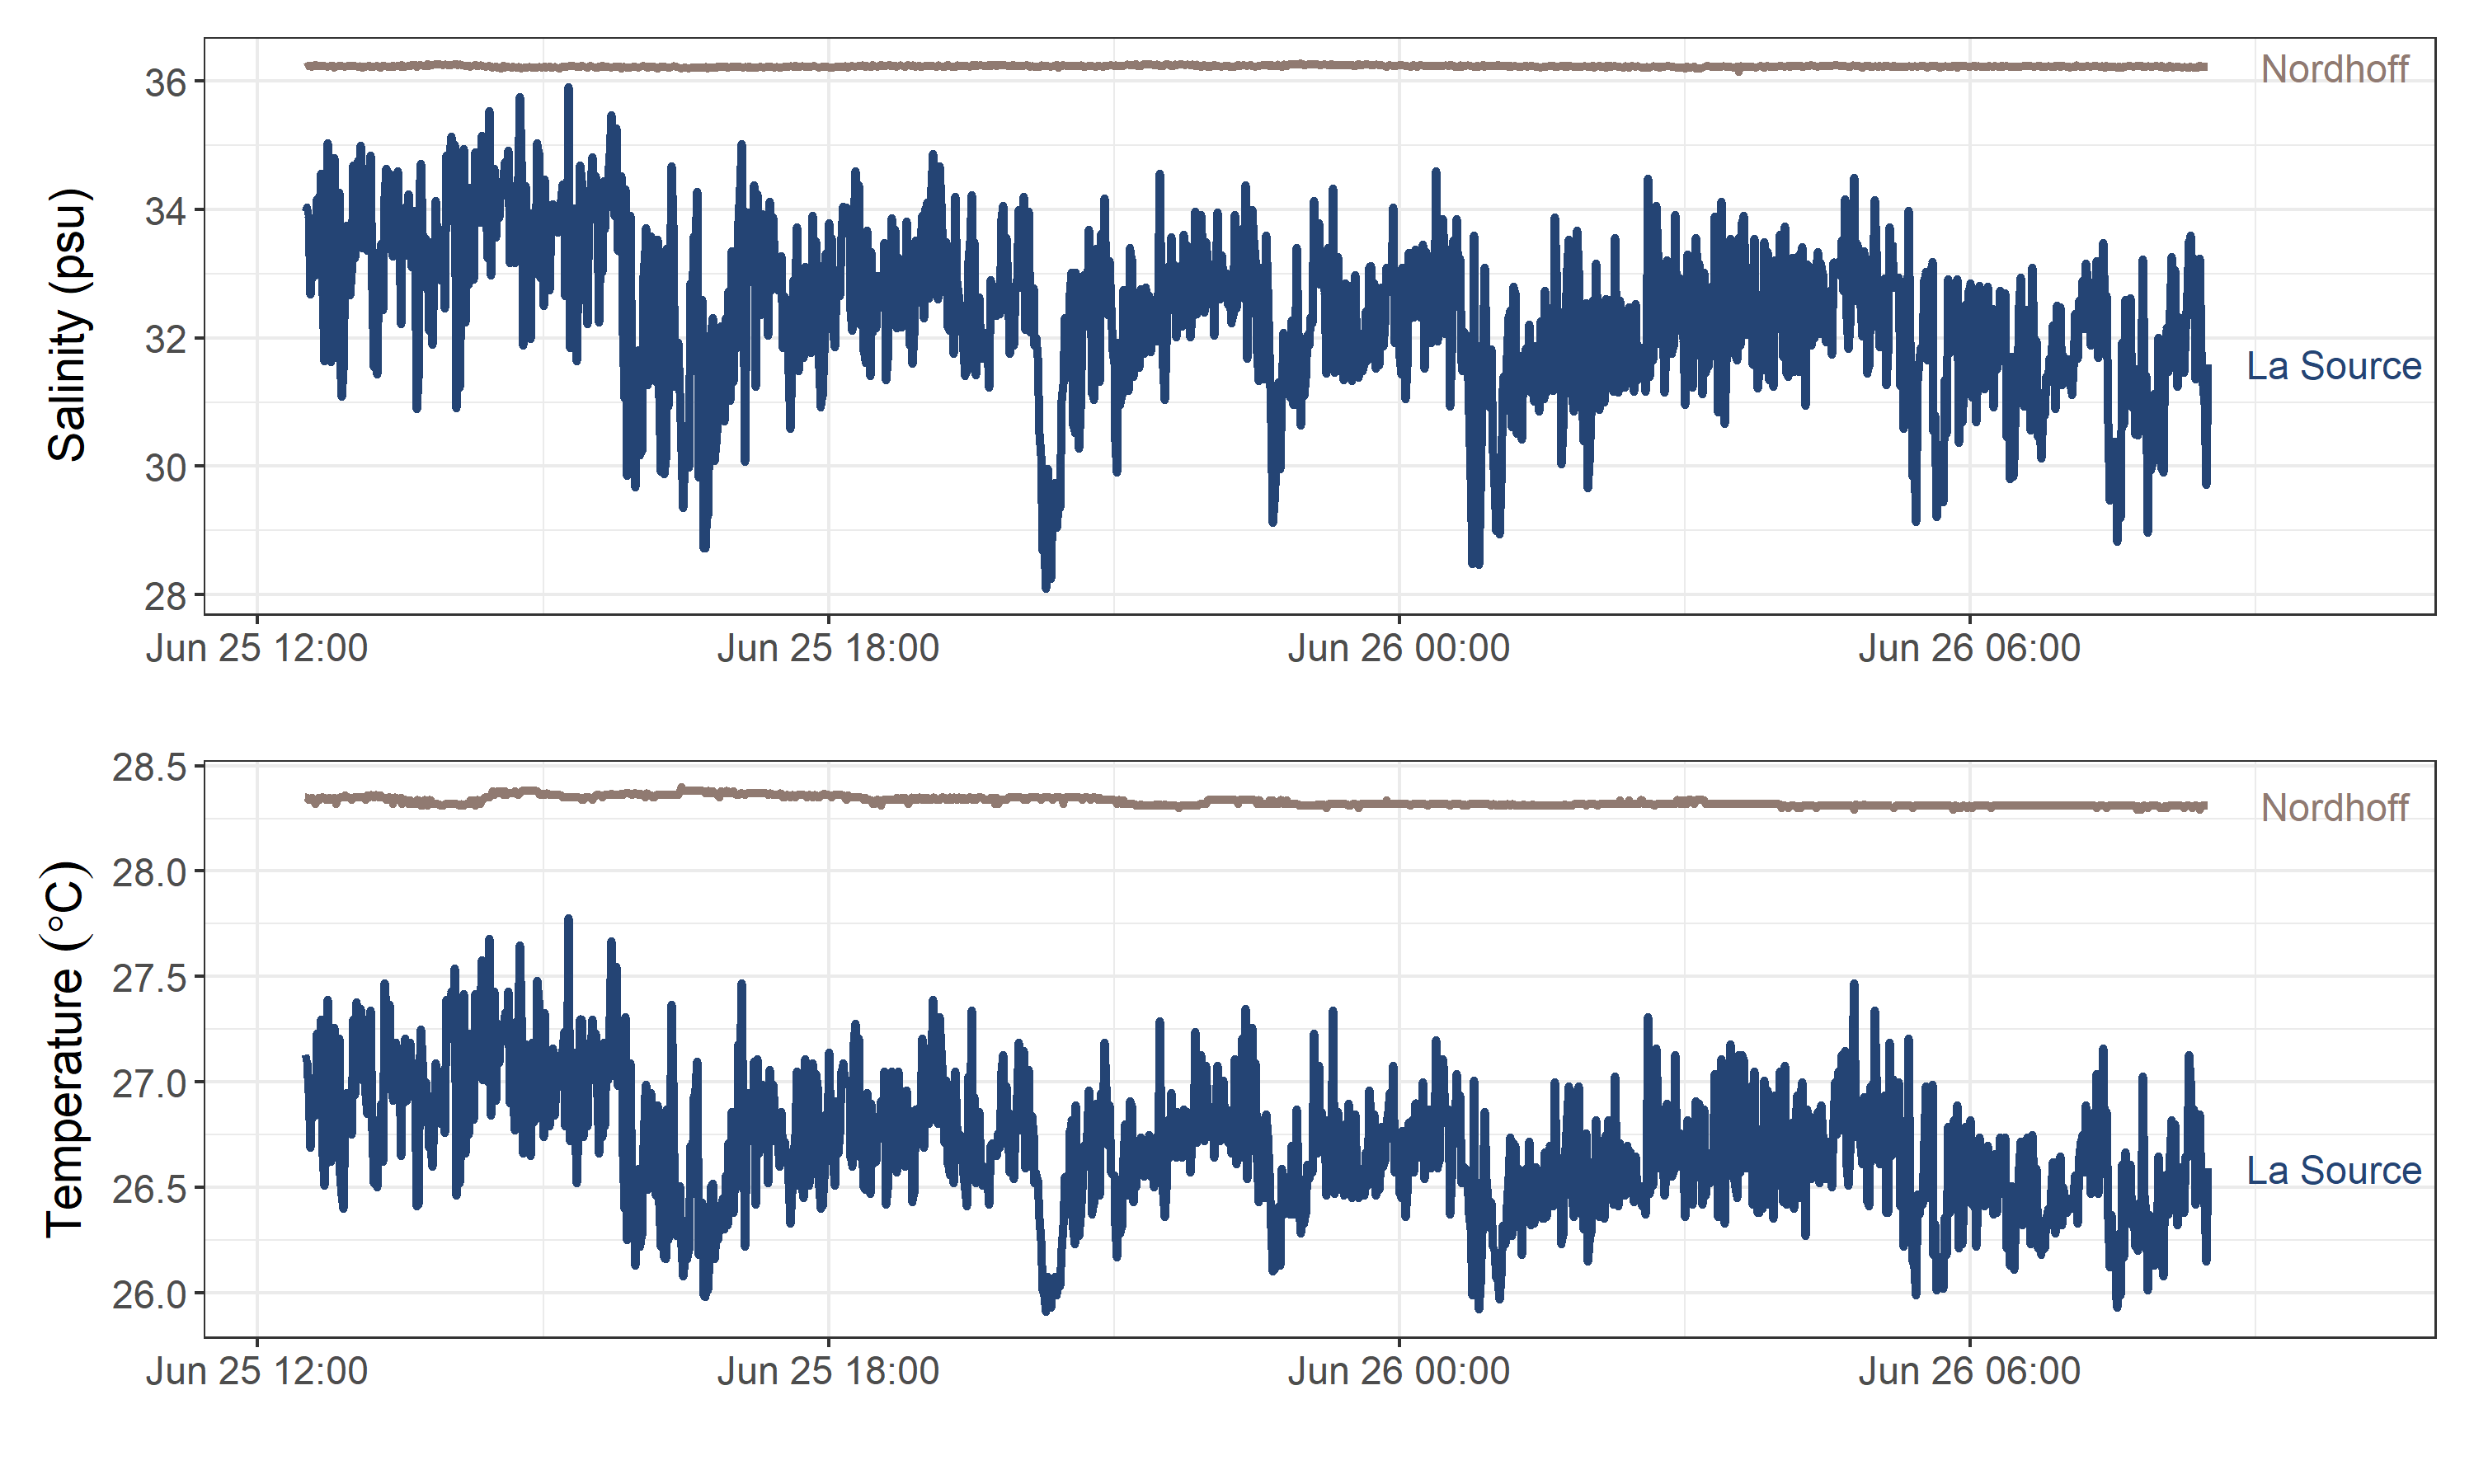 Salinity (psu)
36
34
32
30
28
Nordhoff
La Source
Jun 25 12:00
Jun 25 18:00
Jun 26 00:00
Jun 26 06:00
Temperature (°C)
28.5
28.0
27.5
27.0
26.5
26.0
Nordhoff
La Source
Jun 25 12:00
Jun 25 18:00
Jun 26 00:00
Jun 26 06:00